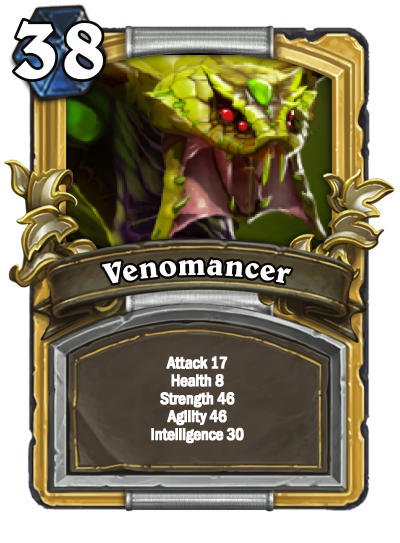 38
Venomancer
Attack 17
Health 8
Strength 46
Agility 46
Intelligence 30